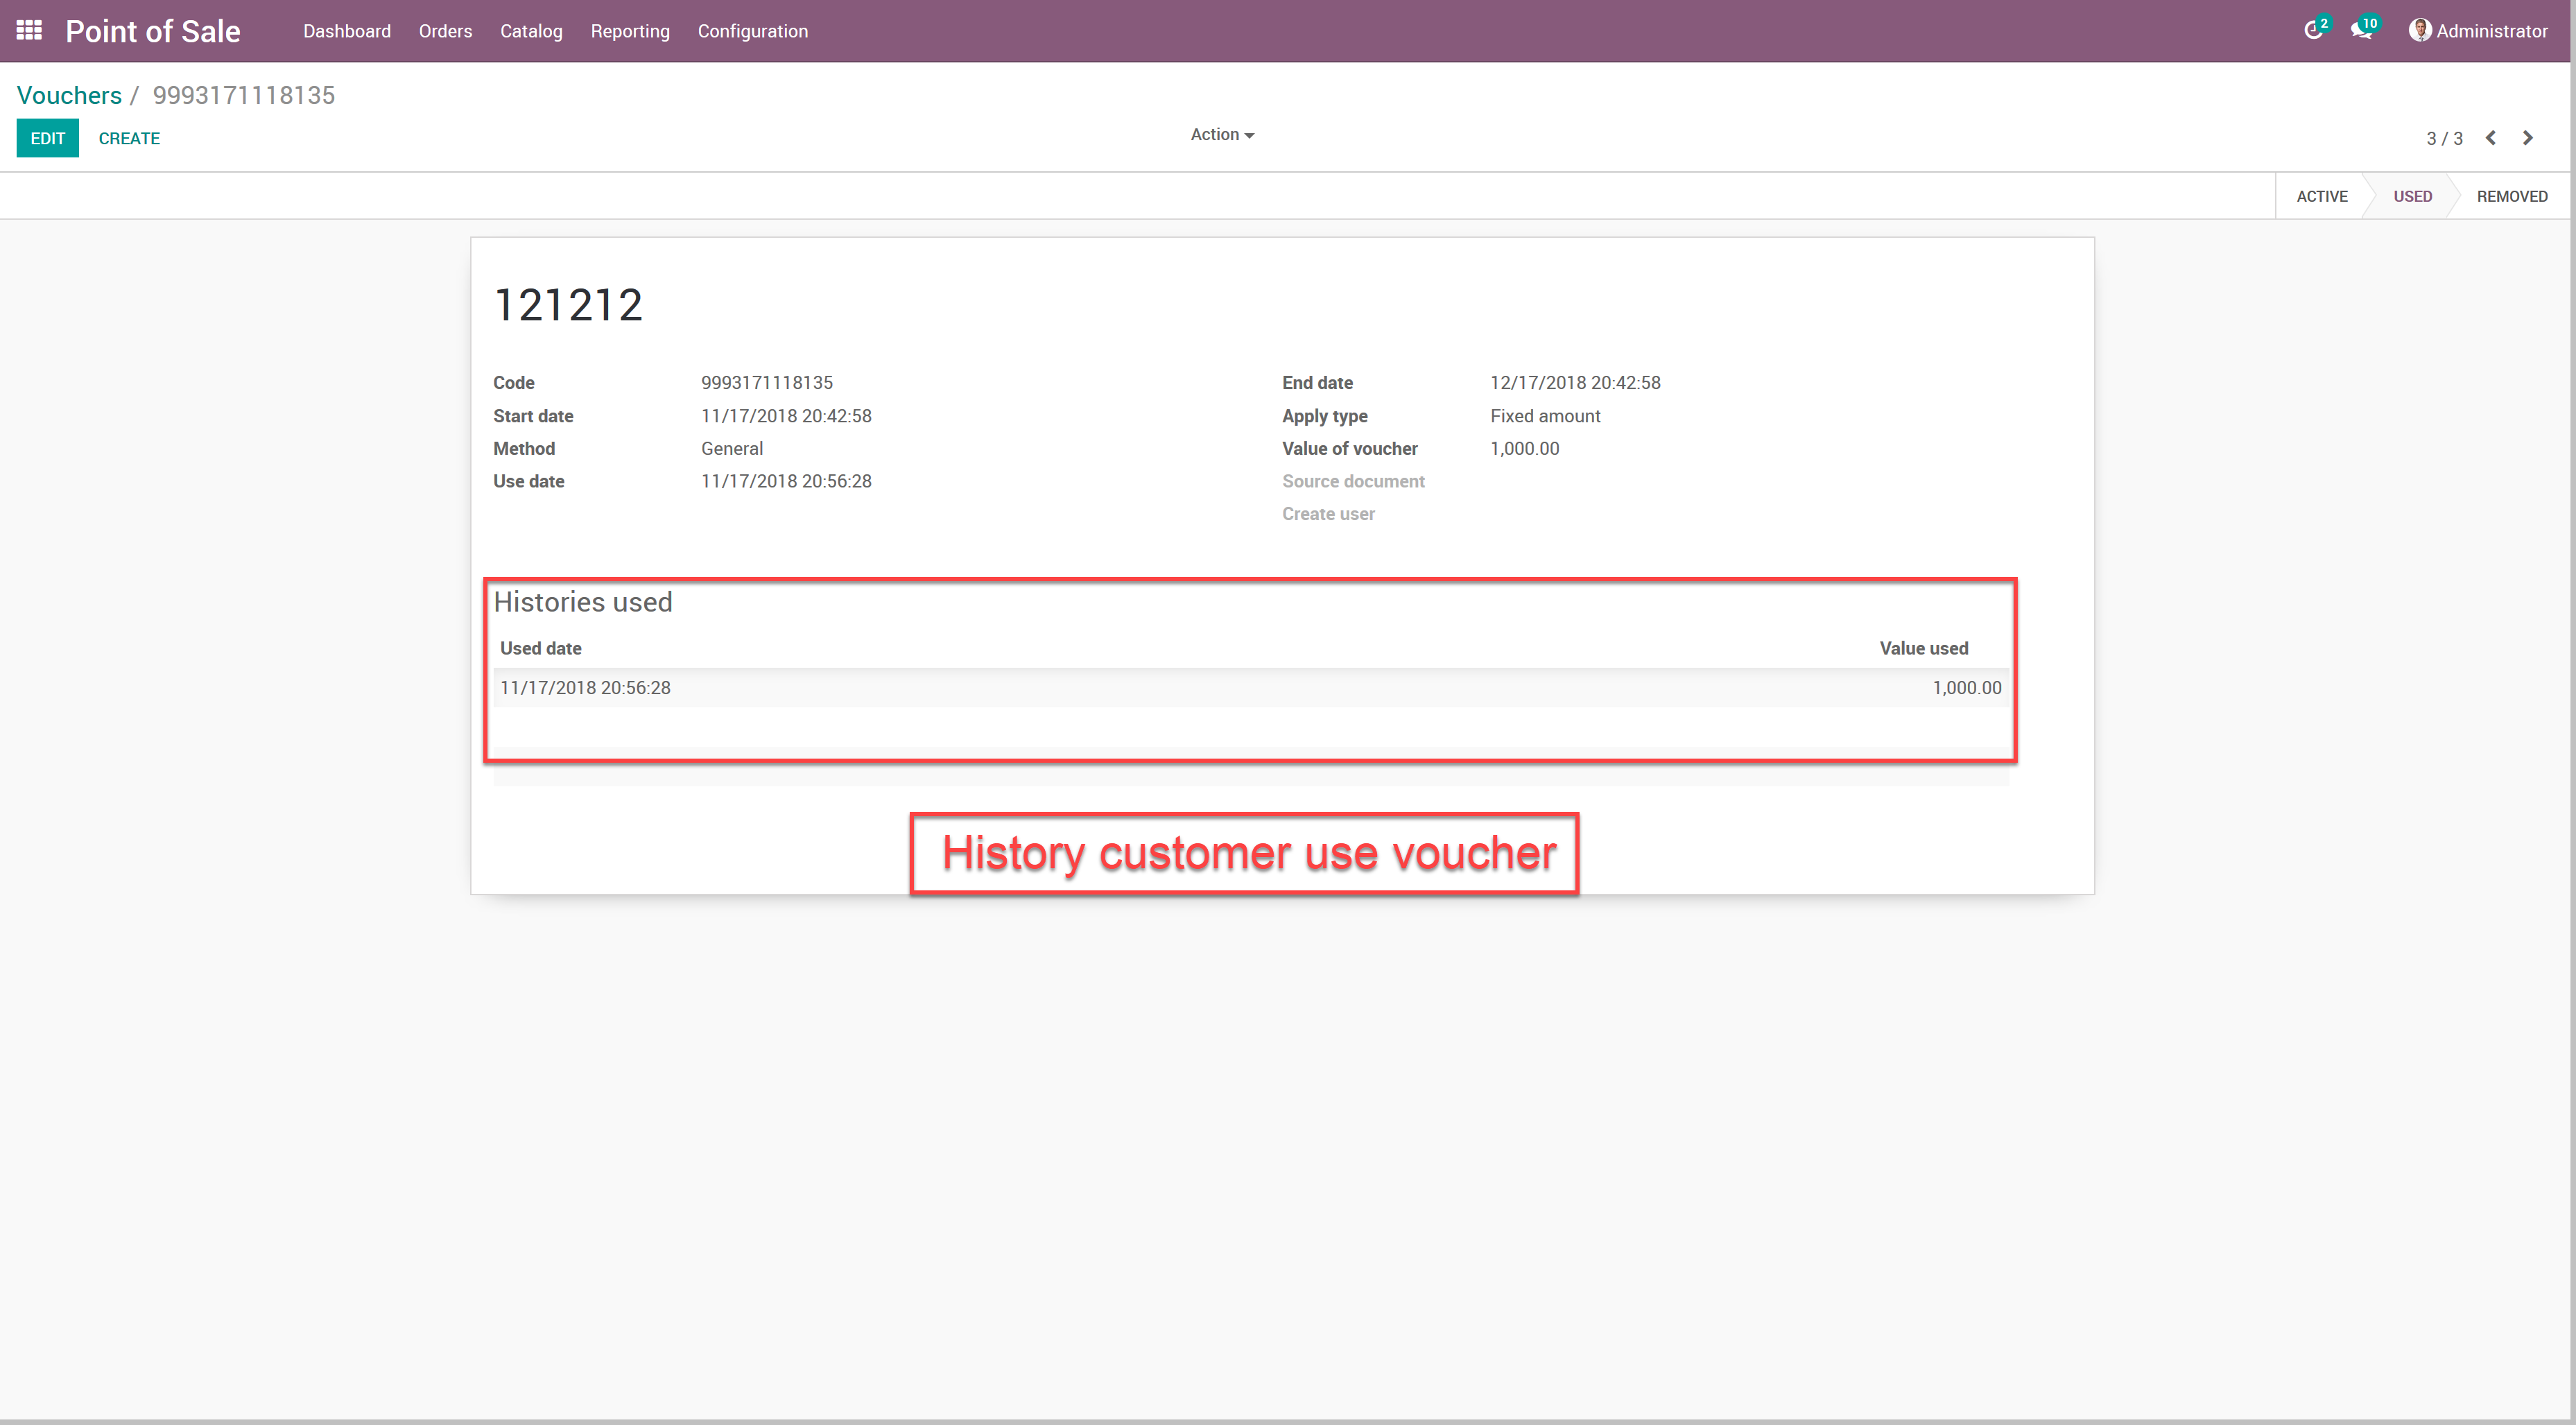 Point of Sale Dashboard Orders Catalog Reporting Configuration 2 10 Administrator
Vouchers / 9993171118135
EDIT CREATE Action 3 / 3
ACTIVE USED REMOVED
121212
Code 9993171118135 End date 12/17/2018 20:42:58
Start date 11/17/2018 20:42:58 Apply type Fixed amount
Method General Value of voucher 1,000.00
Use date 11/17/2018 20:56:28 Source document
Create user
Histories used
Used date Value used
11/17/2018 20:56:28 1,000.00
History customer use voucher